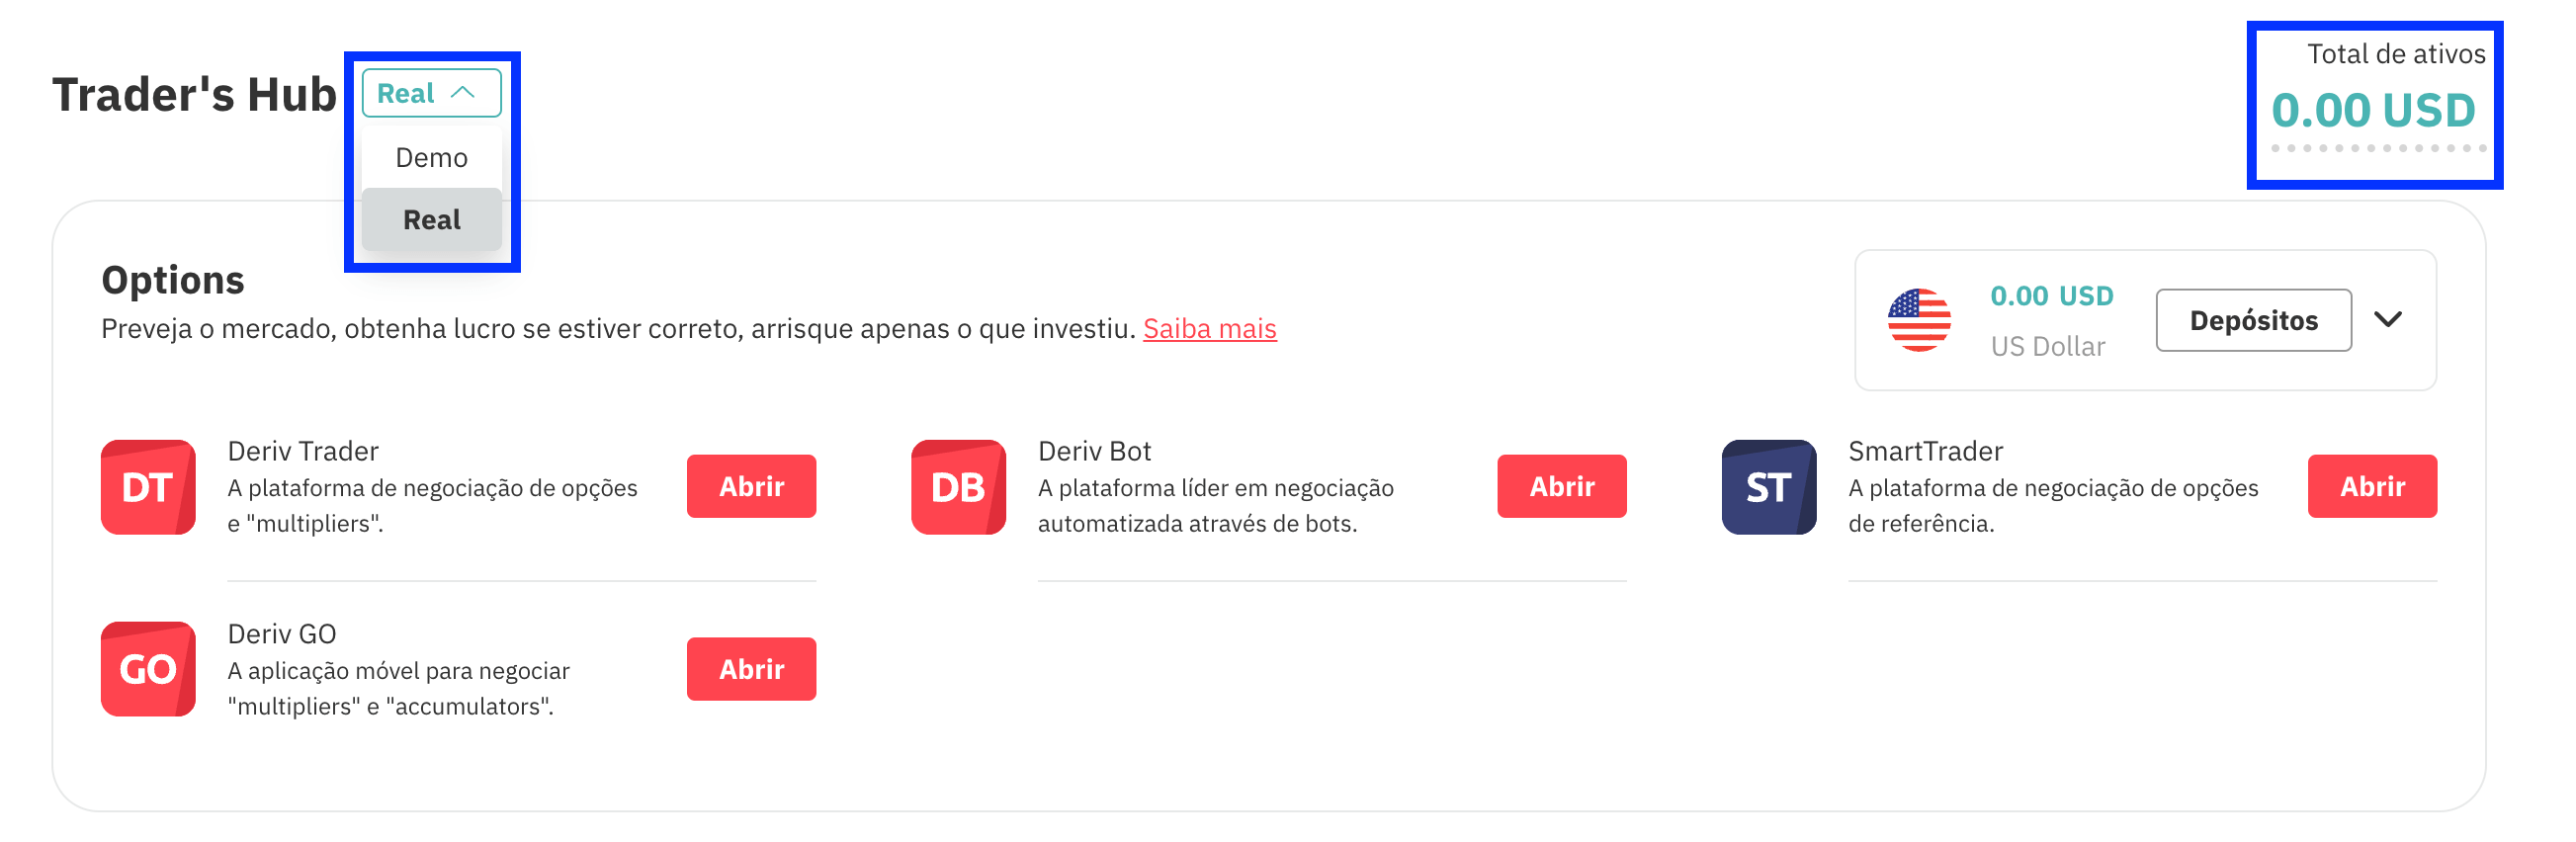 Trader's Hub
Real
Demo
Real
Total de ativos
0.00 USD
Options
Preveja o mercado, obtenha lucro se estiver correto, arrisque apenas o que investiu. Saiba mais
0.00 USD
US Dollar
Depósitos
DT
Deriv Trader
A plataforma de negociação de opções
e "multipliers".
Abrir
DB
Deriv Bot
A plataforma líder em negociação
automatizada através de bots.
Abrir
ST
SmartTrader
A plataforma de negociação de opções
de referência.
Abrir
GO
Deriv GO
A aplicação móvel para negociar
"multipliers" e "accumulators".
Abrir